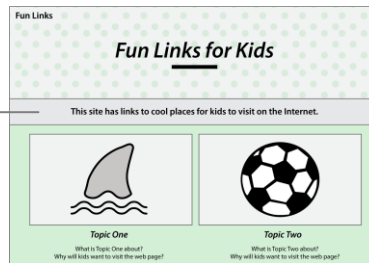 Fun Links
Fun Links for Kids
This site has links to cool places for kids to visit on the Internet.
Topic One
What is Topic One about?
Why will kids want to visit the web page?
Topic Two
What is Topic Two about?
Why will kids want to visit the web page?